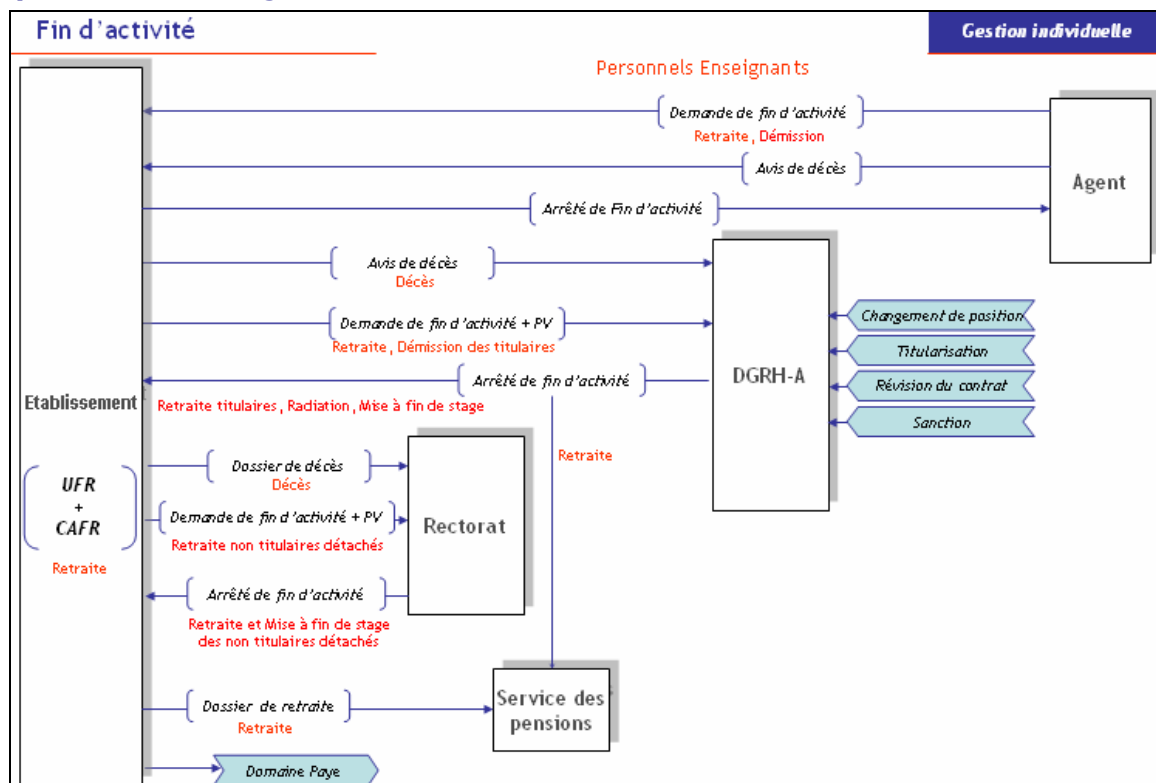 Fin d'activité
Gestion individuelle
Personnels Enseignants
Demande de fin d'activité
Retraite, Démission
Avis de décès
Agent
Arrêté de Fin d'activité
Avis de décès
Décès
Demande de fin d'activité + PV
Retraite, Démission des titulaires
Arrêté de fin d'activité
Retraite titulaires, Radiation, Mise à fin de stage
DGRH-A
Changement de position
Titularisation
Révision du contrat
Sanction
Etablissement
UFR
+
CAFR
Retraite
Retraite
Dossier de décès
Décès
Demande de fin d'activité + PV
Retraite non titulaires détachés
Rectorat
Arrêté de fin d'activité
Retraite et Mise à fin de stage
des non titulaires détachés
Dossier de retraite
Retraite
Service des
pensions
Domaine Paye